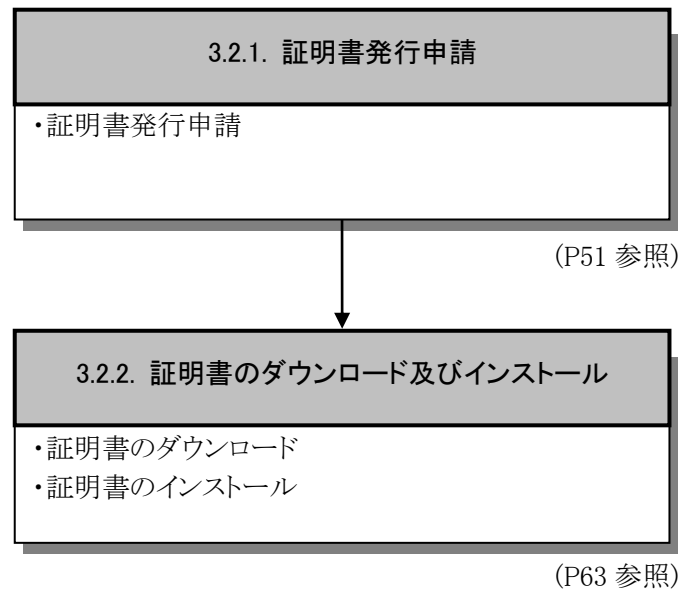 3.2.1. 証明書発行申請
・証明書発行申請
(P51 参照)
3.2.2. 証明書のダウンロード及びインストール
・証明書のダウンロード
・証明書のインストール
(P63 参照)